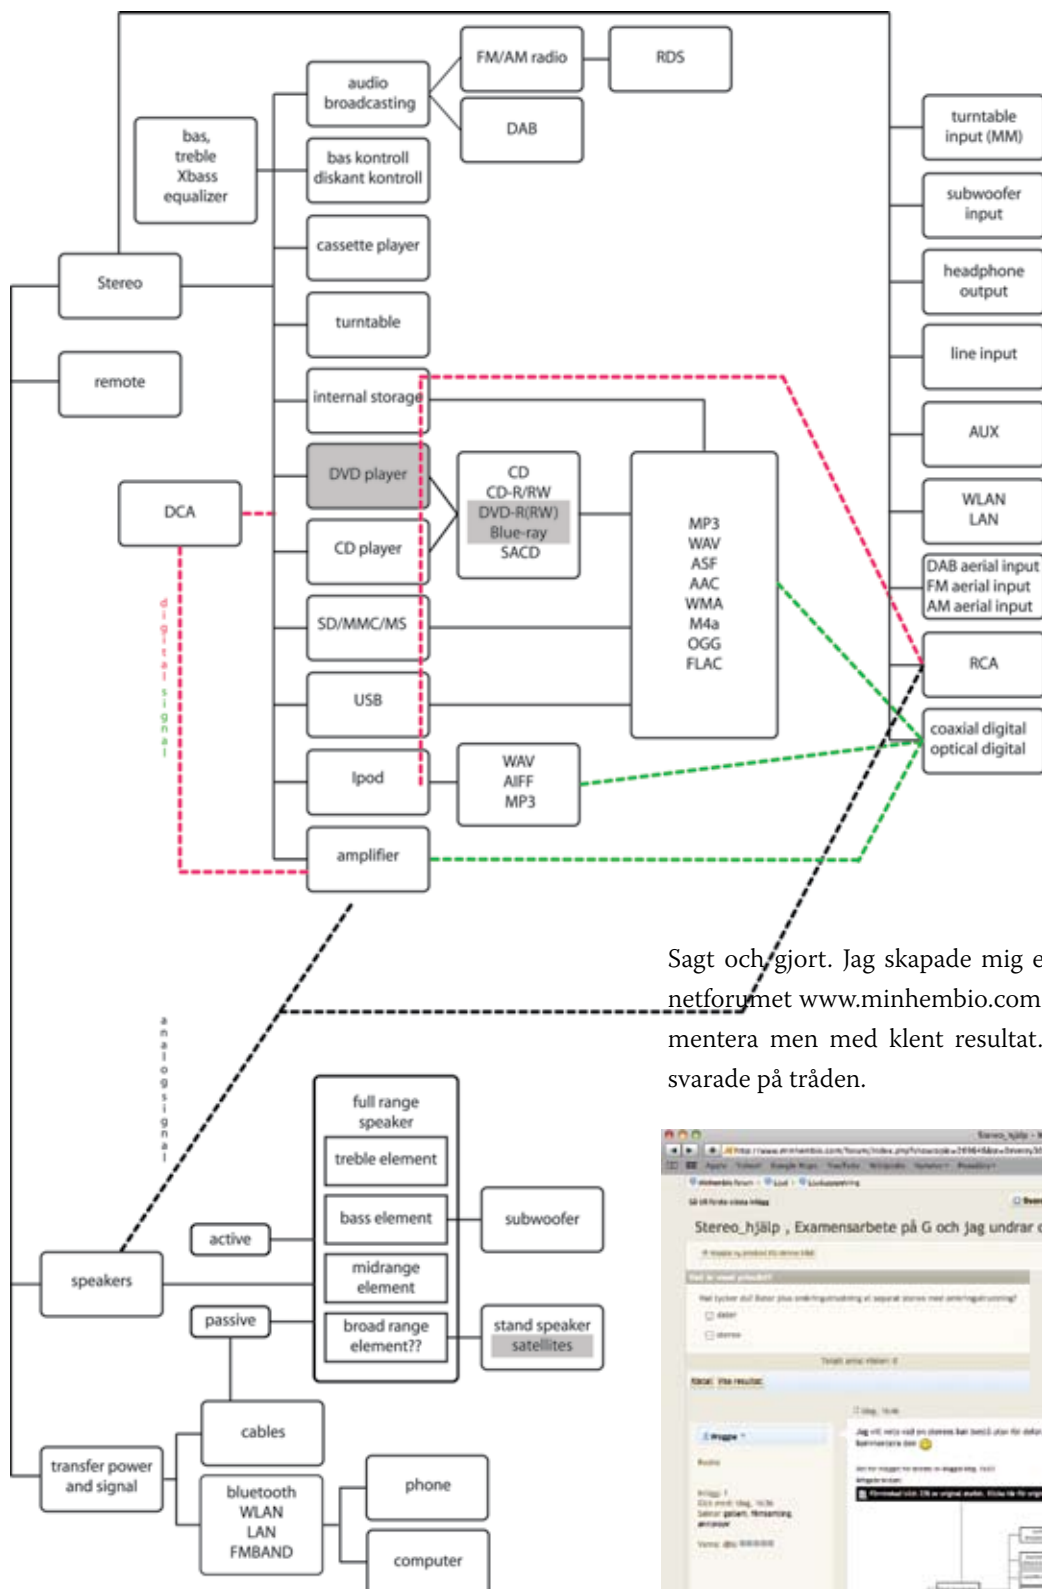 FM/AM radio
RDS
audio
broadcasting
DAB
turntable
input (MM)
bas,
treble
Xbass
equalizer
bas kontroll
diskant kontroll
subwoofer
input
cassette player
headphone
output
Stereo
turntable
line input
remote
internal storage
AUX
DVD player
CD
CD-R/RW
DVD-R(RW)
Blue-ray
SACD
DCA
WLAN
LAN
MP3
WAV
ASF
AAC
WMA
M4a
OGG
FLAC
CD player
DAB aerial input
FM aerial input
AM aerial input
digital signal
SD/MMC/MS
RCA
USB
coaxial digital
optical digital
Ipod
WAV
AIFF
MP3
amplifier
Sagt och gjort. Jag skapade mig e
netforumet www.minhembio.com
mentera men med klent resultat.
svarade på tråden.
analog signal
full range
speaker
treble element
bass element
subwoofer
active
midrange
element
speakers
passive
broad range
element??
stand speaker
satellites
cables
transfer power
and signal
bluetooth
WLAN
LAN
FMBAND
phone
computer
Stereo_hjälp
Stereo_hjälp , Examensarbete på G och jag undrar